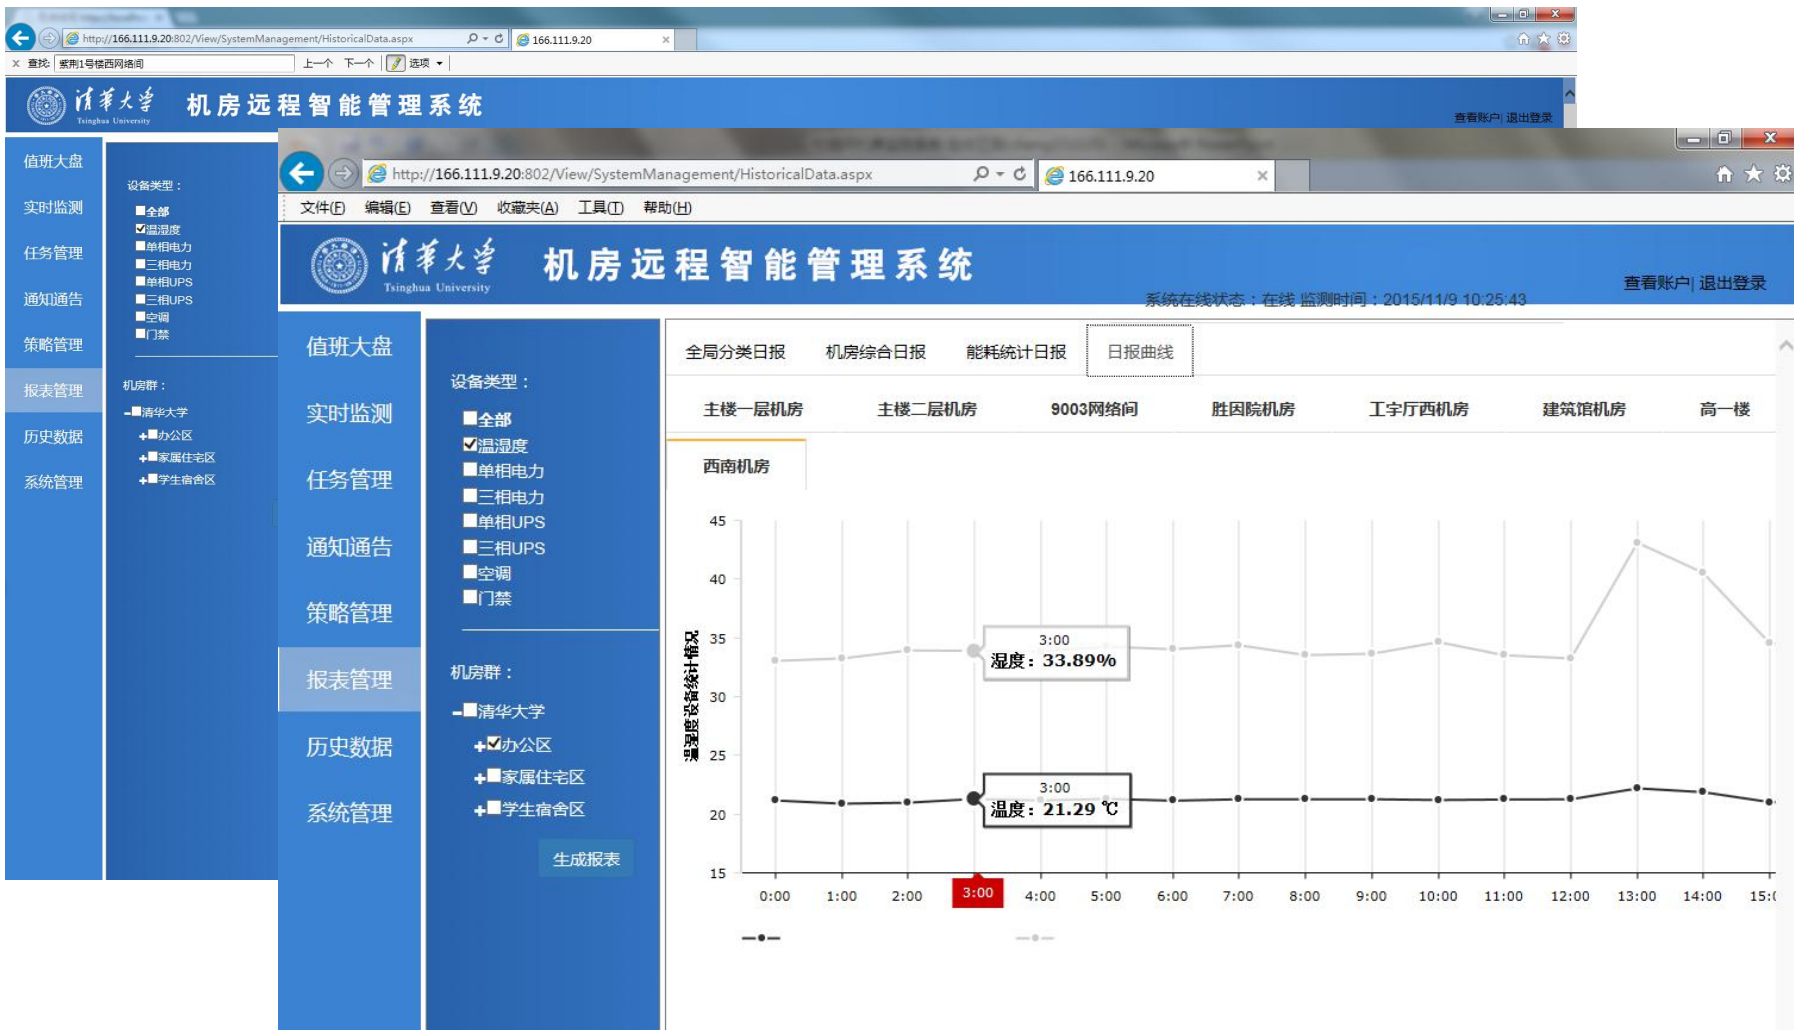 http://166.111.9.20:802/View/SystemManagement/HistoricalData.aspx
166.111.9.20
× 查找: 紫荆1号楼西网络间 上一个 下一个 选项
清华大学
Tsinghua University
机房远程智能管理系统
查看账户| 退出登录
值班大盘
实时监测
任务管理
通知通告
策略管理
报表管理
历史数据
系统管理
设备类型：
全部
温湿度
单相电力
三相电力
单相UPS
三相UPS
空调
门禁
机房群：
清华大学
办公区
家属住宅区
学生宿舍区
http://166.111.9.20:802/View/SystemManagement/HistoricalData.aspx
166.111.9.20
文件(F) 编辑(E) 查看(V) 收藏夹(A) 工具(T) 帮助(H)
清华大学
Tsinghua University
机房远程智能管理系统
查看账户| 退出登录
系统在线状态：在线 监测时间：2015/11/9 10:25:43
值班大盘
实时监测
任务管理
通知通告
策略管理
报表管理
历史数据
系统管理
设备类型：
全部
温湿度
单相电力
三相电力
单相UPS
三相UPS
空调
门禁
机房群：
清华大学
办公区
家属住宅区
学生宿舍区
生成报表
全局分类日报 机房综合日报 能耗统计日报 日报曲线
主楼一层机房 主楼二层机房 9003网络间 胜因院机房 工字厅西机房 建筑馆机房 高一楼
西南机房
温湿度设备统计情况
45
40
35
30
25
20
15
3:00
湿度：33.89%
3:00
温度：21.29 ℃
0:00 1:00 2:00 3:00 4:00 5:00 6:00 7:00 8:00 9:00 10:00 11:00 12:00 13:00 14:00 15:0